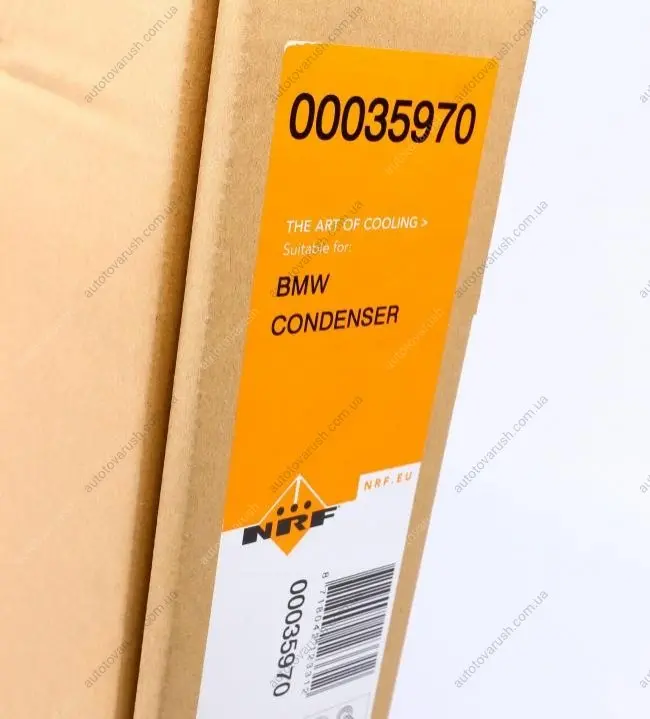 00035970
THE ART OF COOLING >
Suitable for:
BMW
CONDENSER
NRF.EU
NRF
00035970
autotovarush.com.ua